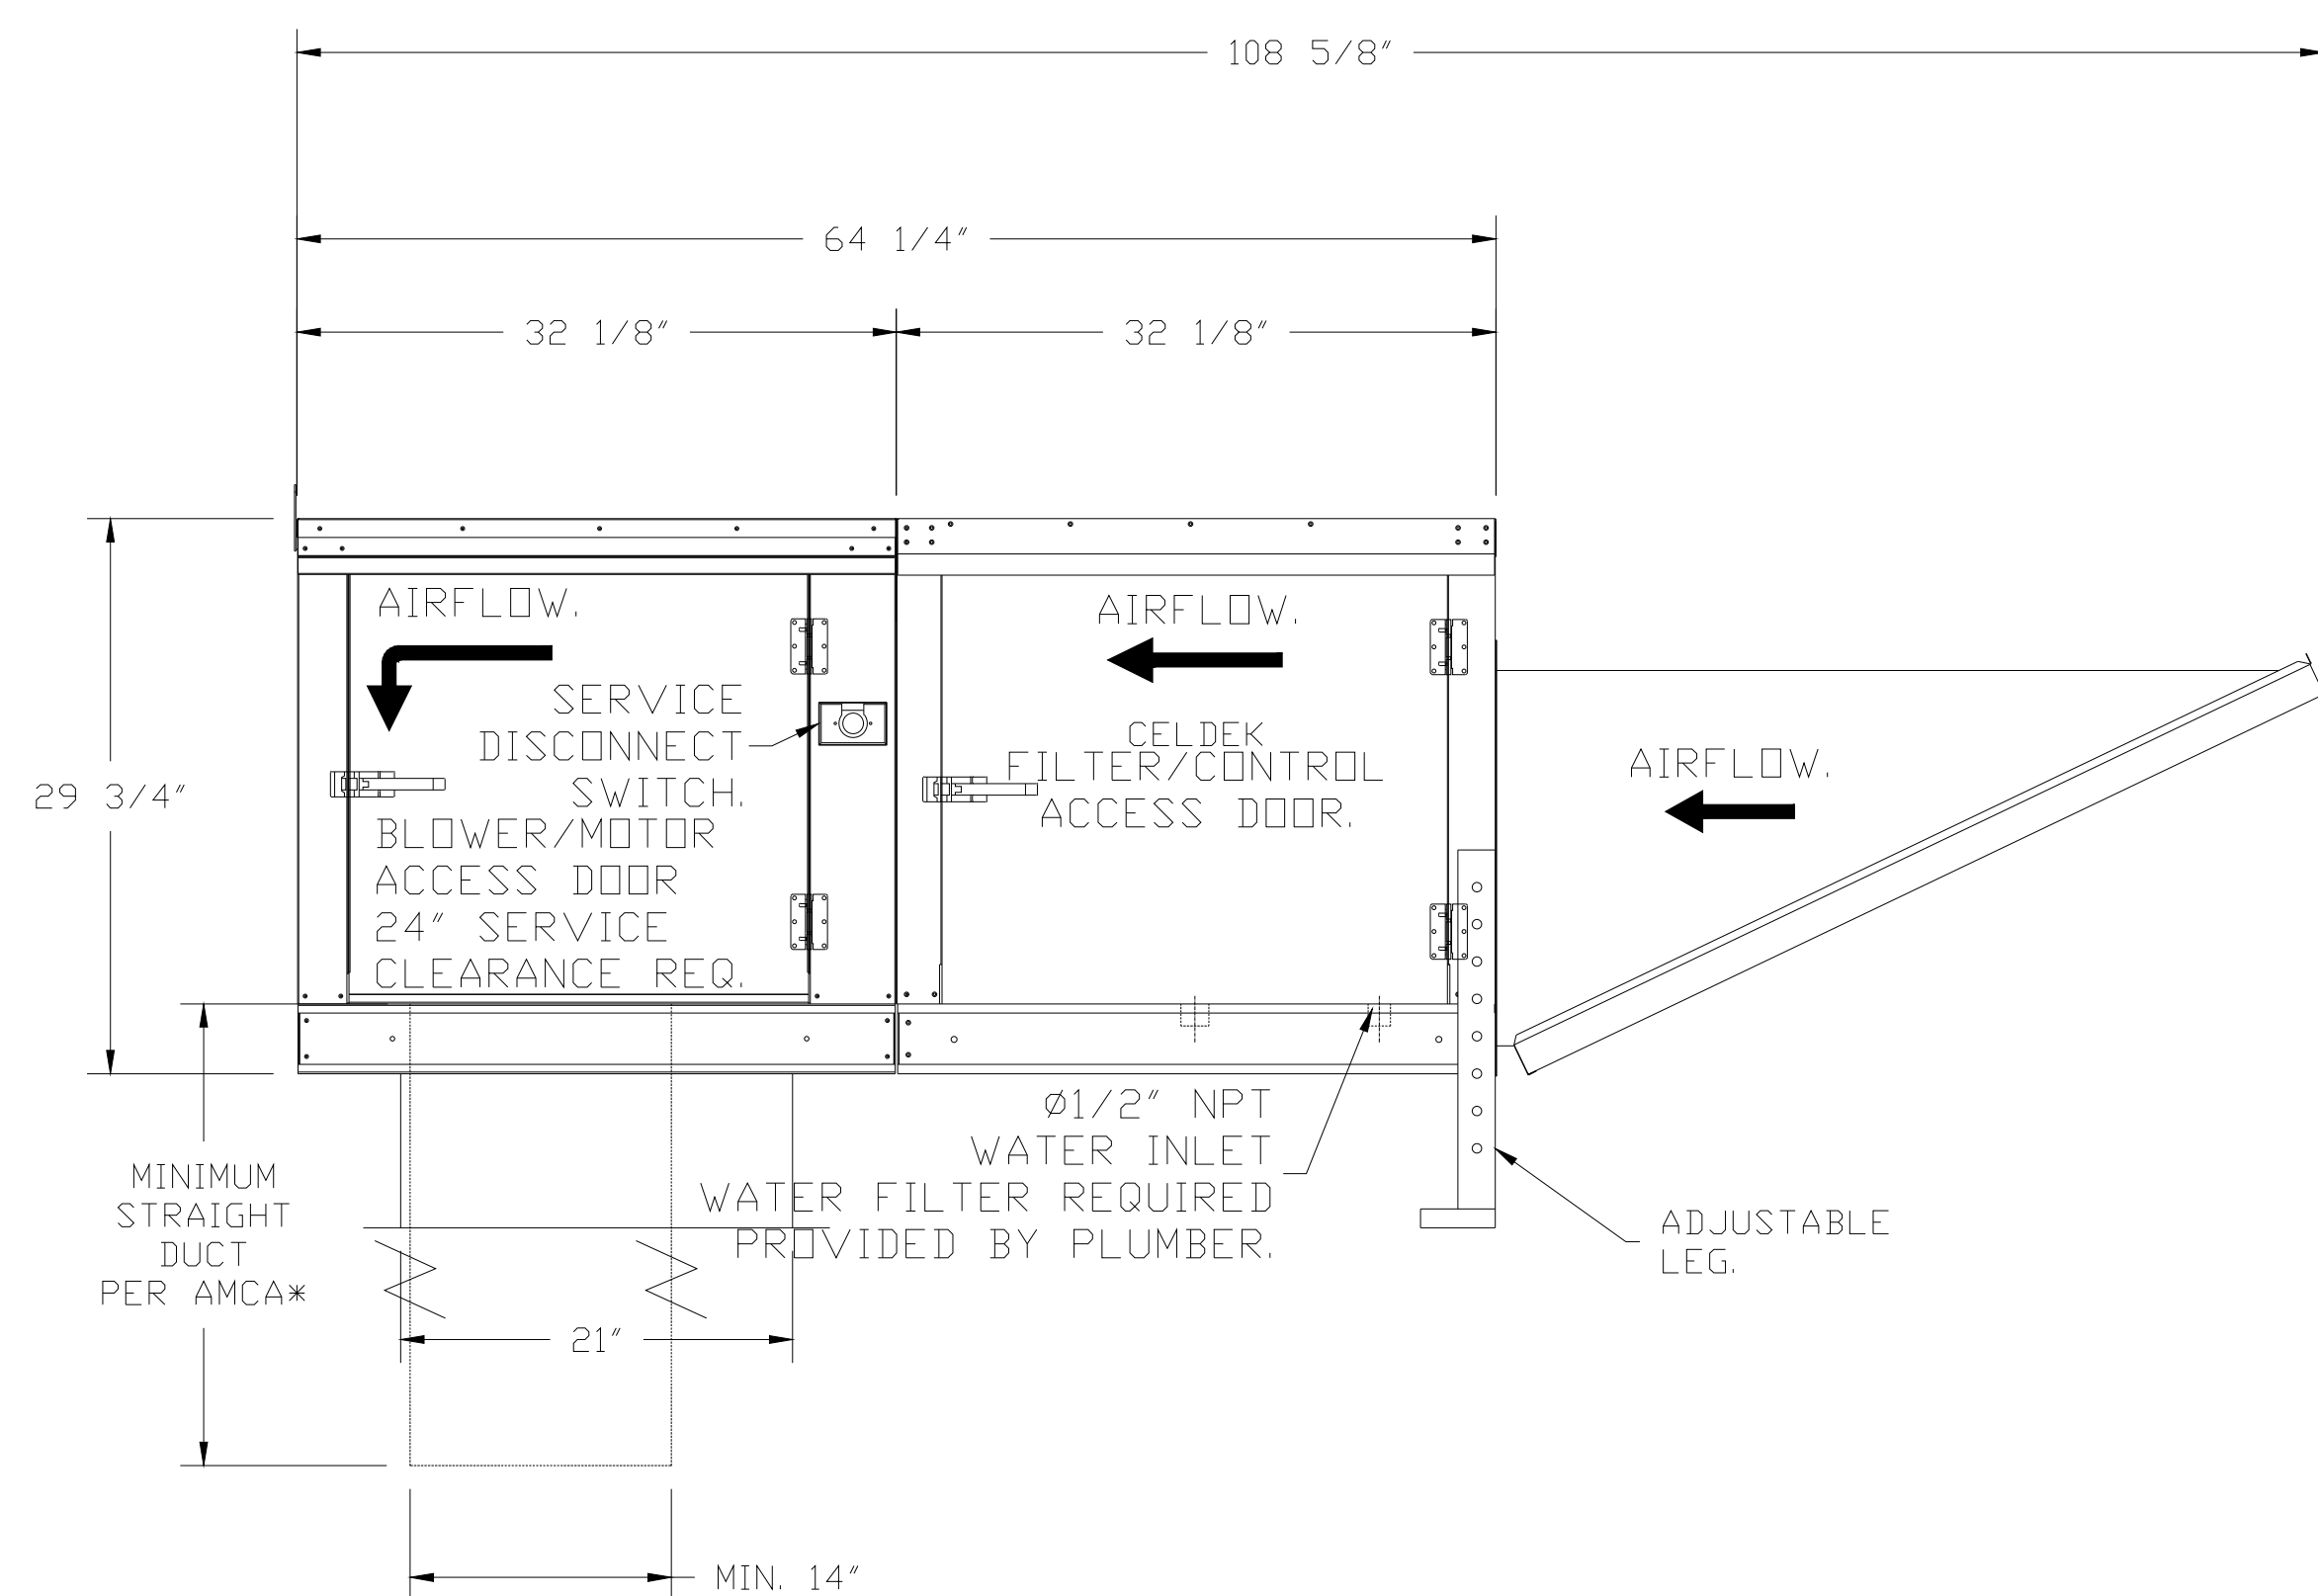 108 5/8"
64 1/4"
32 1/8"
32 1/8"
29 3/4"
AIRFLOW.
SERVICE
DISCONNECT
SWITCH.
BLOWER/MOTOR
ACCESS DOOR
24" SERVICE
CLEARANCE REQ.
AIRFLOW.
CELDEK
FILTER/CONTROL
ACCESS DOOR.
AIRFLOW.
Ø1/2" NPT
WATER INLET
WATER FILTER REQUIRED
PROVIDED BY PLUMBER.
ADJUSTABLE
LEG.
MINIMUM
STRAIGHT
DUCT
PER AMCA*
21"
MIN. 14"